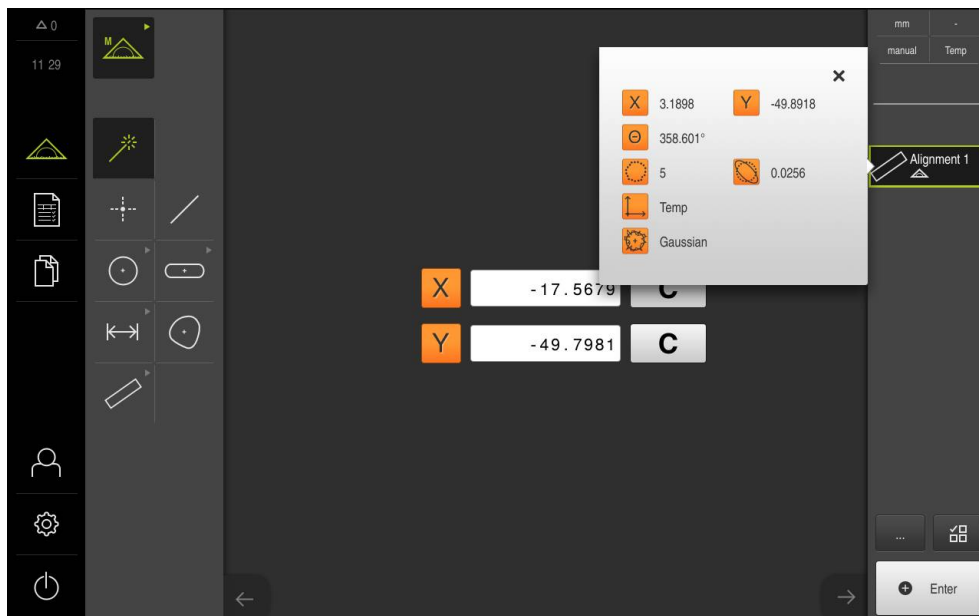 0
11 29
M
mm -
manual Temp
X 3.1898 Y -49.8918
Θ 358.601°
5 0.0256
Temp
Gaussian
Alignment 1
X -17.5679 C
Y -49.7981 C
...
Enter